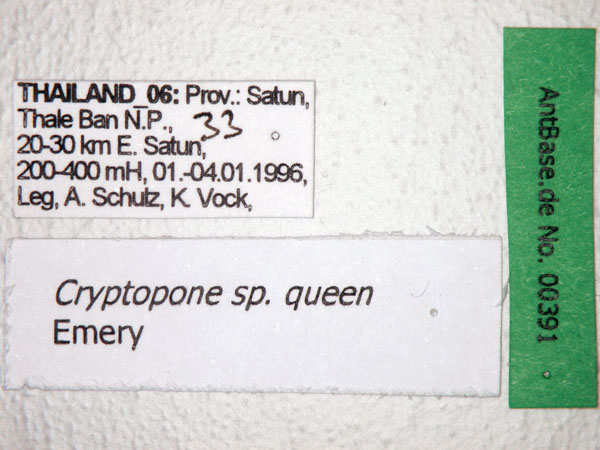 THAILAND_06: Prov.: Satun,
Thale Ban N.P., 33
20-30 km E. Satun,
200-400 mH, 01.-04.01.1996,
Leg, A. Schulz, K. Vock,
Cryptopone sp. queen
Emery
AntBase.de No. 00391